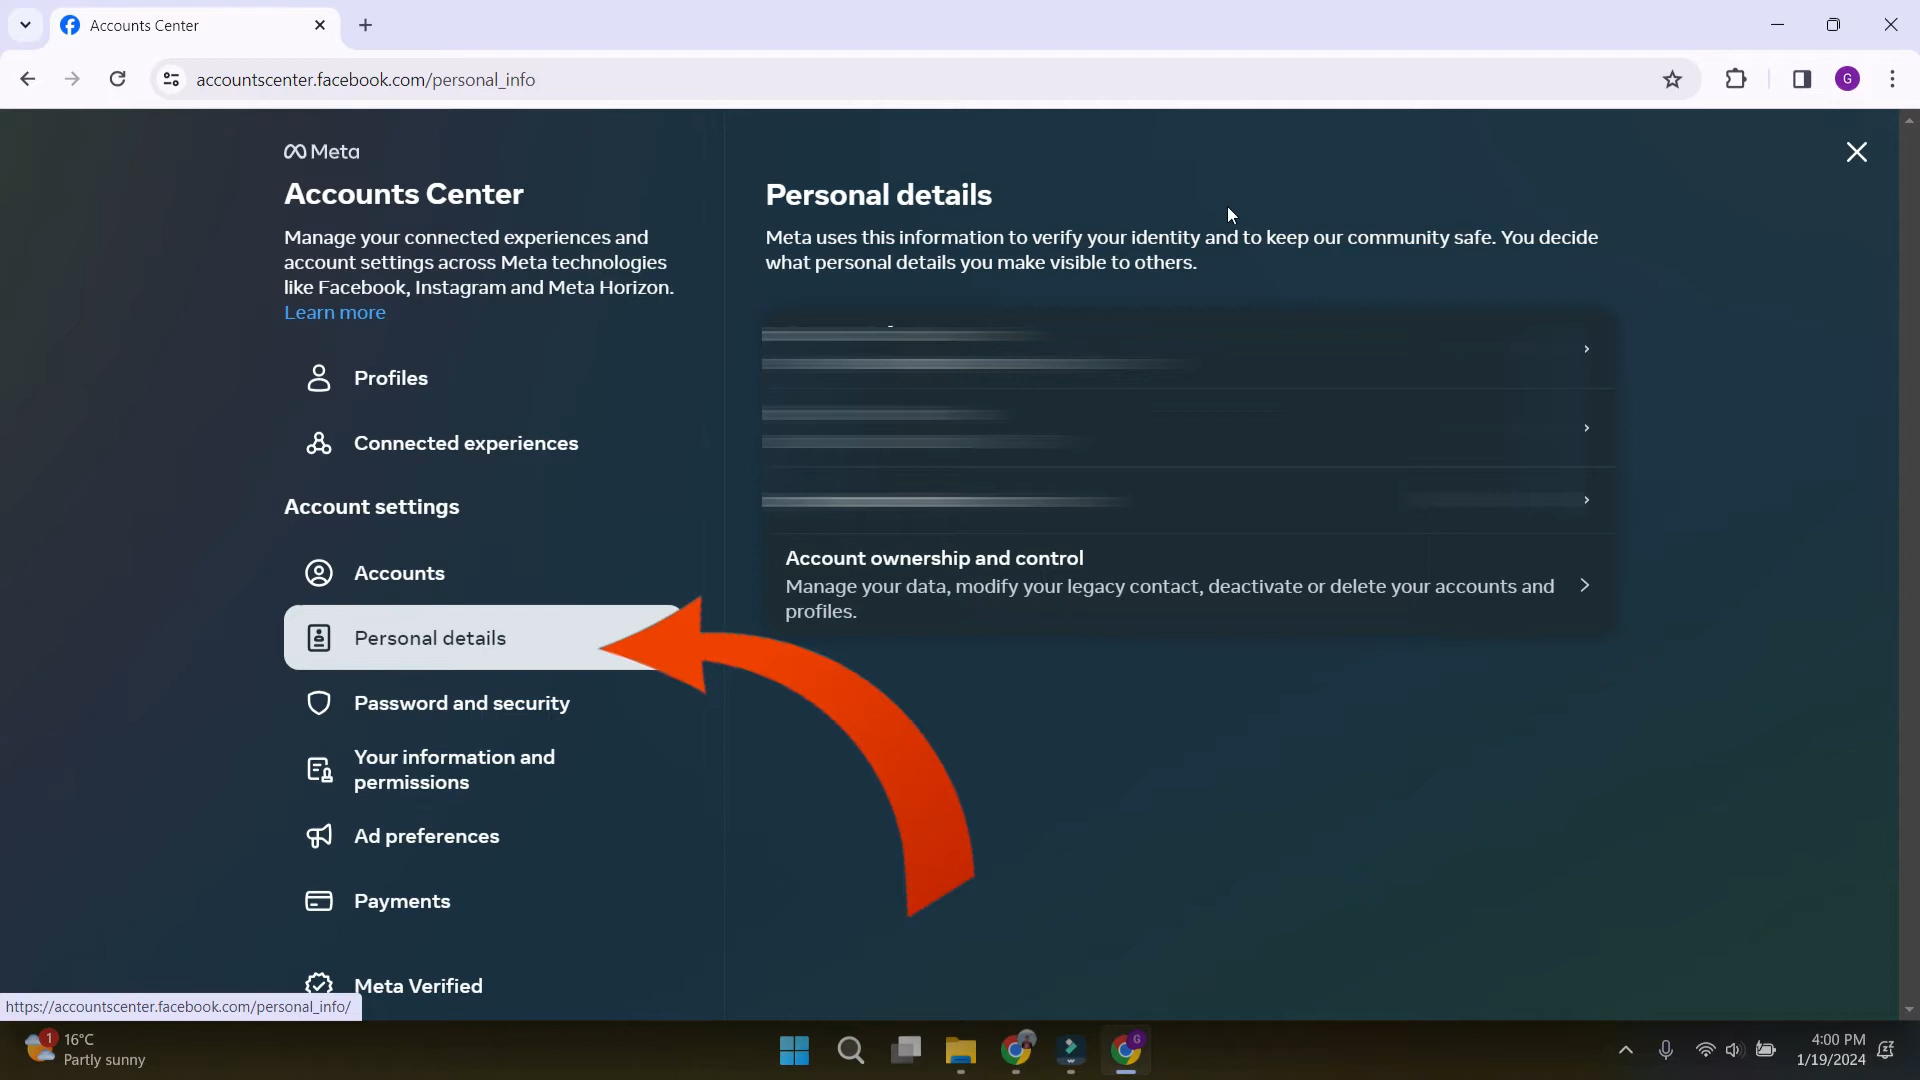 Accounts Center
accountscenter.facebook.com/personal_info
G
Meta
Accounts Center
Manage your connected experiences and
account settings across Meta technologies
like Facebook, Instagram and Meta Horizon.
Learn more
Profiles
Connected experiences
Account settings
Accounts
Personal details
Password and security
Your information and
permissions
Ad preferences
Payments
Meta Verified
Personal details
Meta uses this information to verify your identity and to keep our community safe. You decide
what personal details you make visible to others.
Account ownership and control
Manage your data, modify your legacy contact, deactivate or delete your accounts and
profiles.
https://accountscenter.facebook.com/personal_info/
1
16°C
Partly sunny
G
4:00 PM
1/19/2024